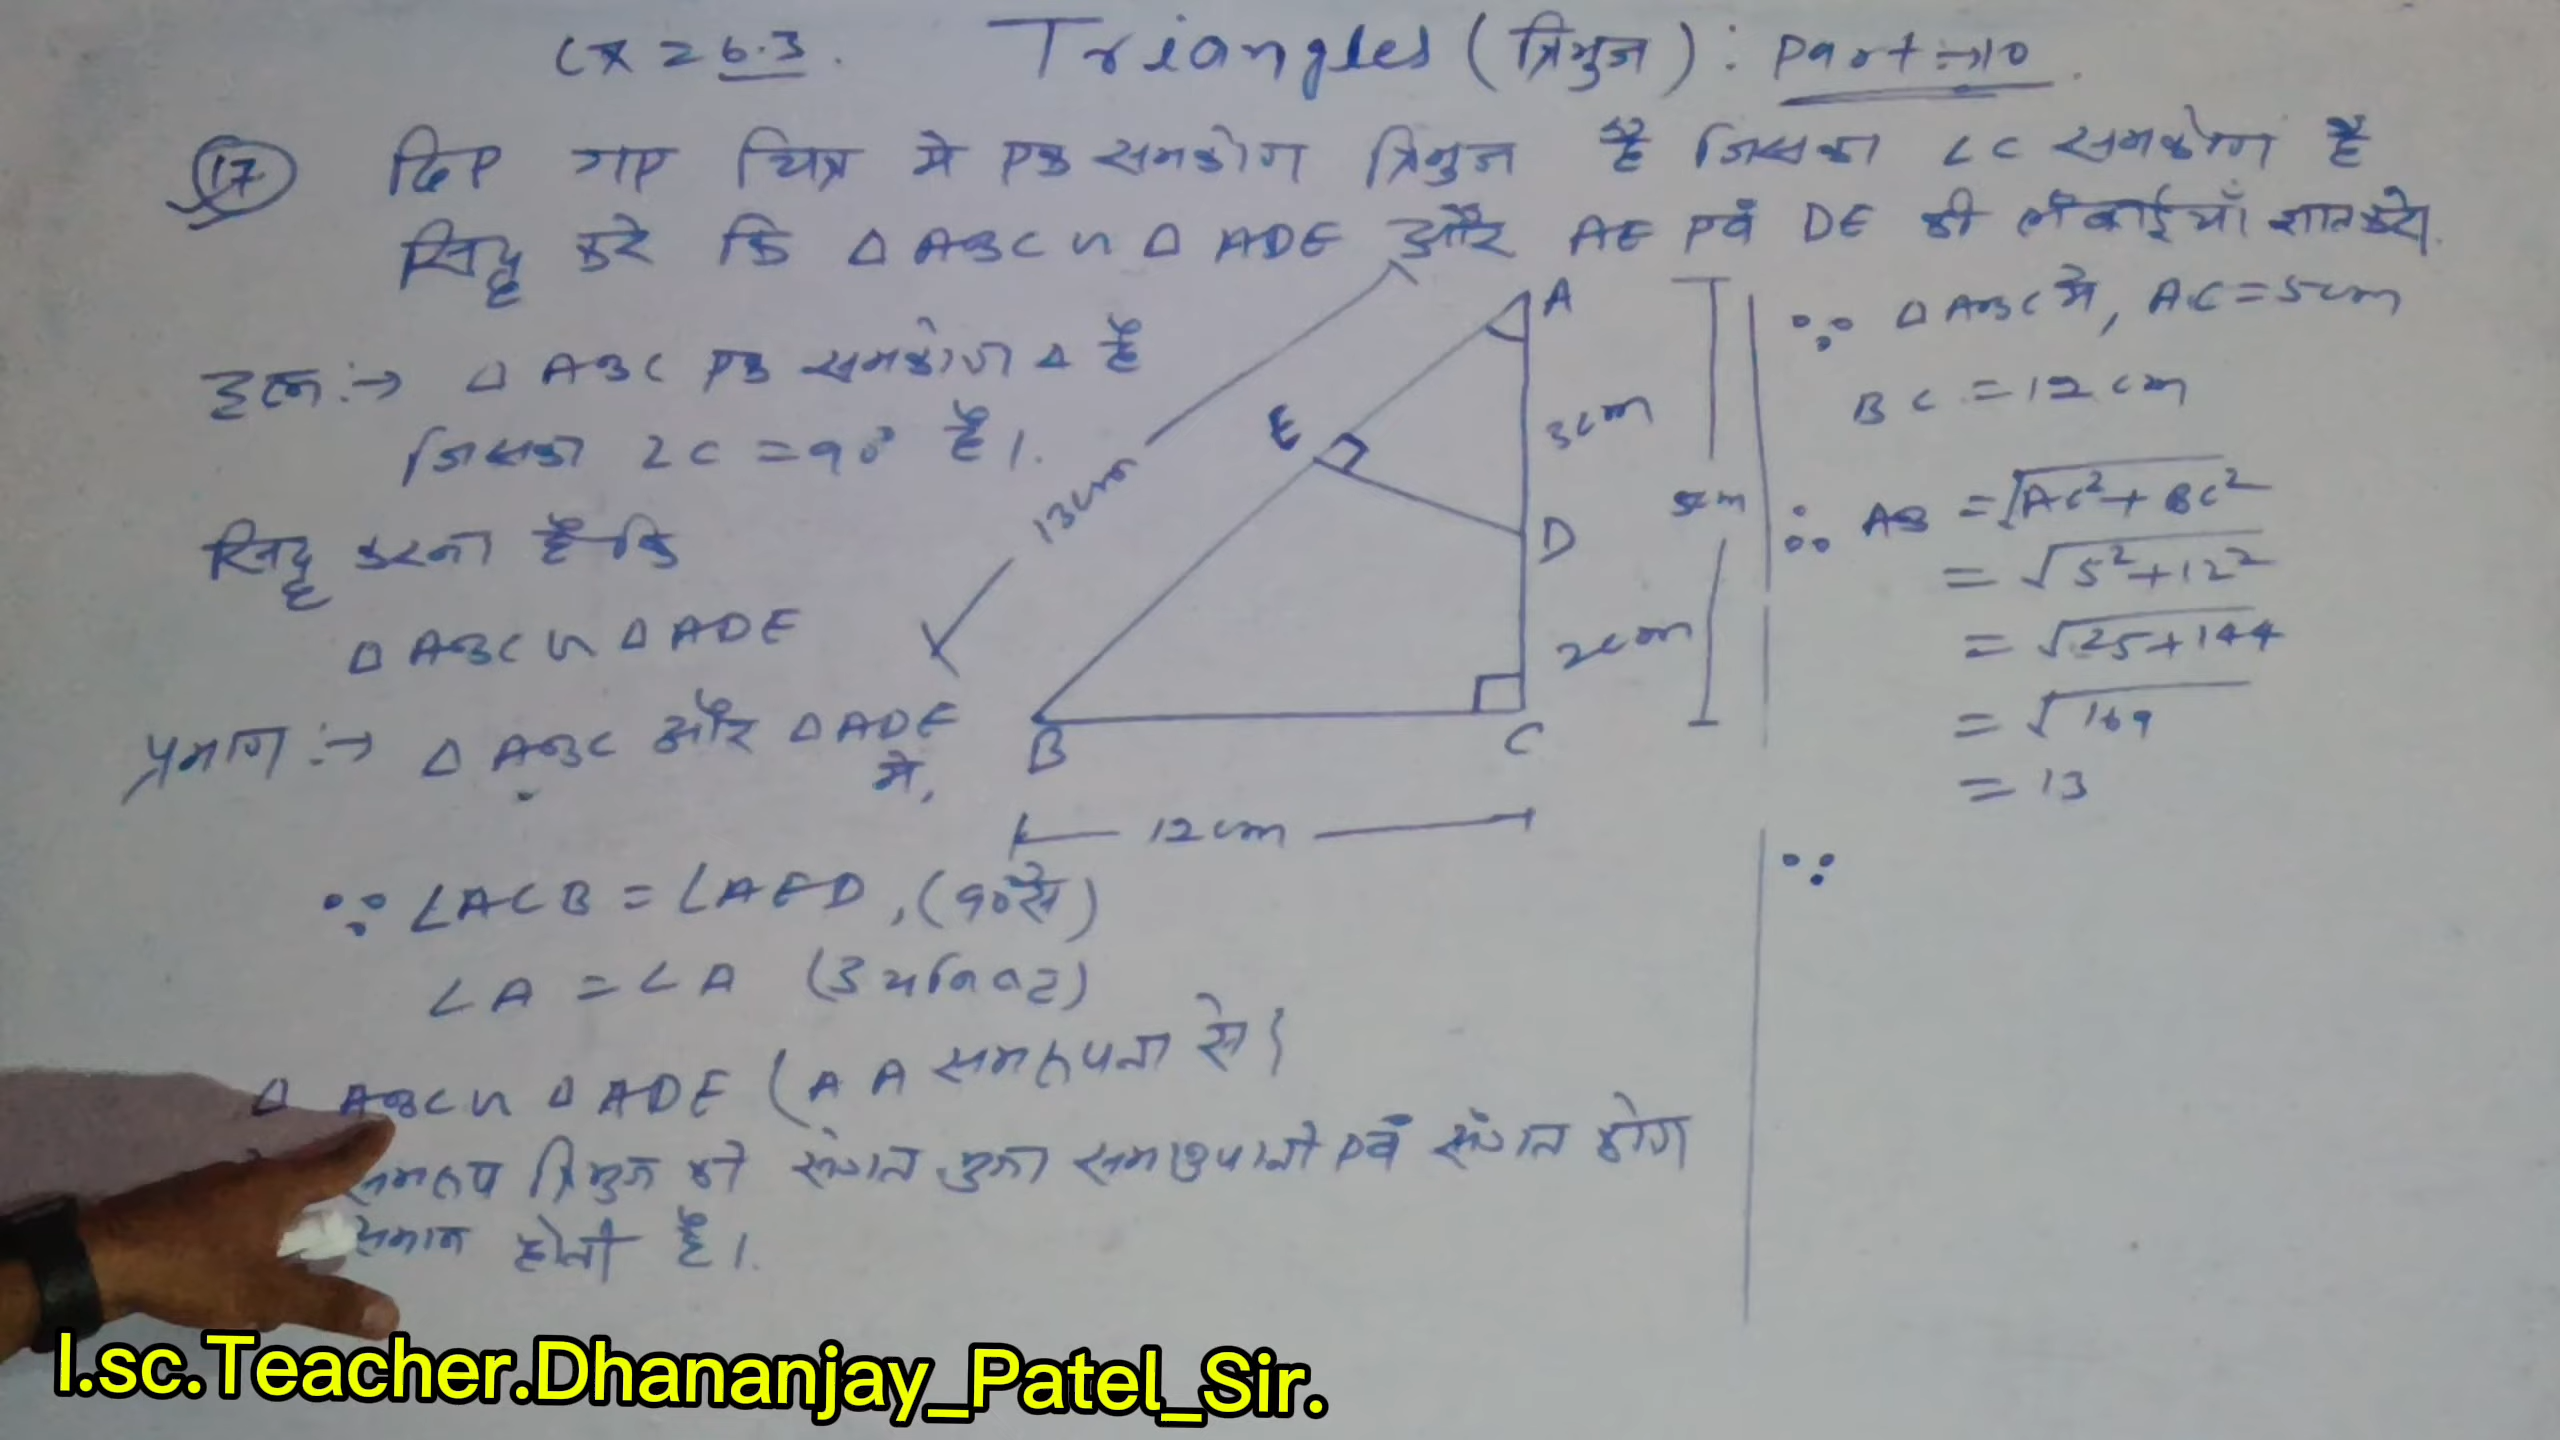 Ex = 6.3. Triangles (त्रिभुज) : Part :→ 10.
(17) दिए गए चित्र मे एक समकोण त्रिभुज है जिसका ∠C समकोण है
सिद्ध करे कि Δ ABC ∽ Δ ADE और AE एवं DE की लंबाईयाँ ज्ञात करे।
हल :→ Δ ABC एक समकोण Δ है
जिसका ∠C = 90° है।
सिद्ध करना है कि
Δ ABC ∽ Δ ADE
प्रमाण :→ Δ ABC और Δ ADE
मे,
∵ ∠ACB = ∠AED, (90° से)
∠A = ∠A (उभयनिष्ट)
Δ ABC ∽ Δ ADE (AA समरूपता से)
समरूप त्रिभुज की संगत भुजा समानुपाती एवं संगत कोण
समान होती है।
A
E
D
B
C
13cm
3cm
5cm
2cm
12cm
∵ Δ ABC मे, AC = 5cm
BC = 12cm
∴ AB = √AC² + BC²
= √5² + 12²
= √25 + 144
= √169
= 13
∵
I.sc.Teacher.Dhananjay_Patel_Sir.